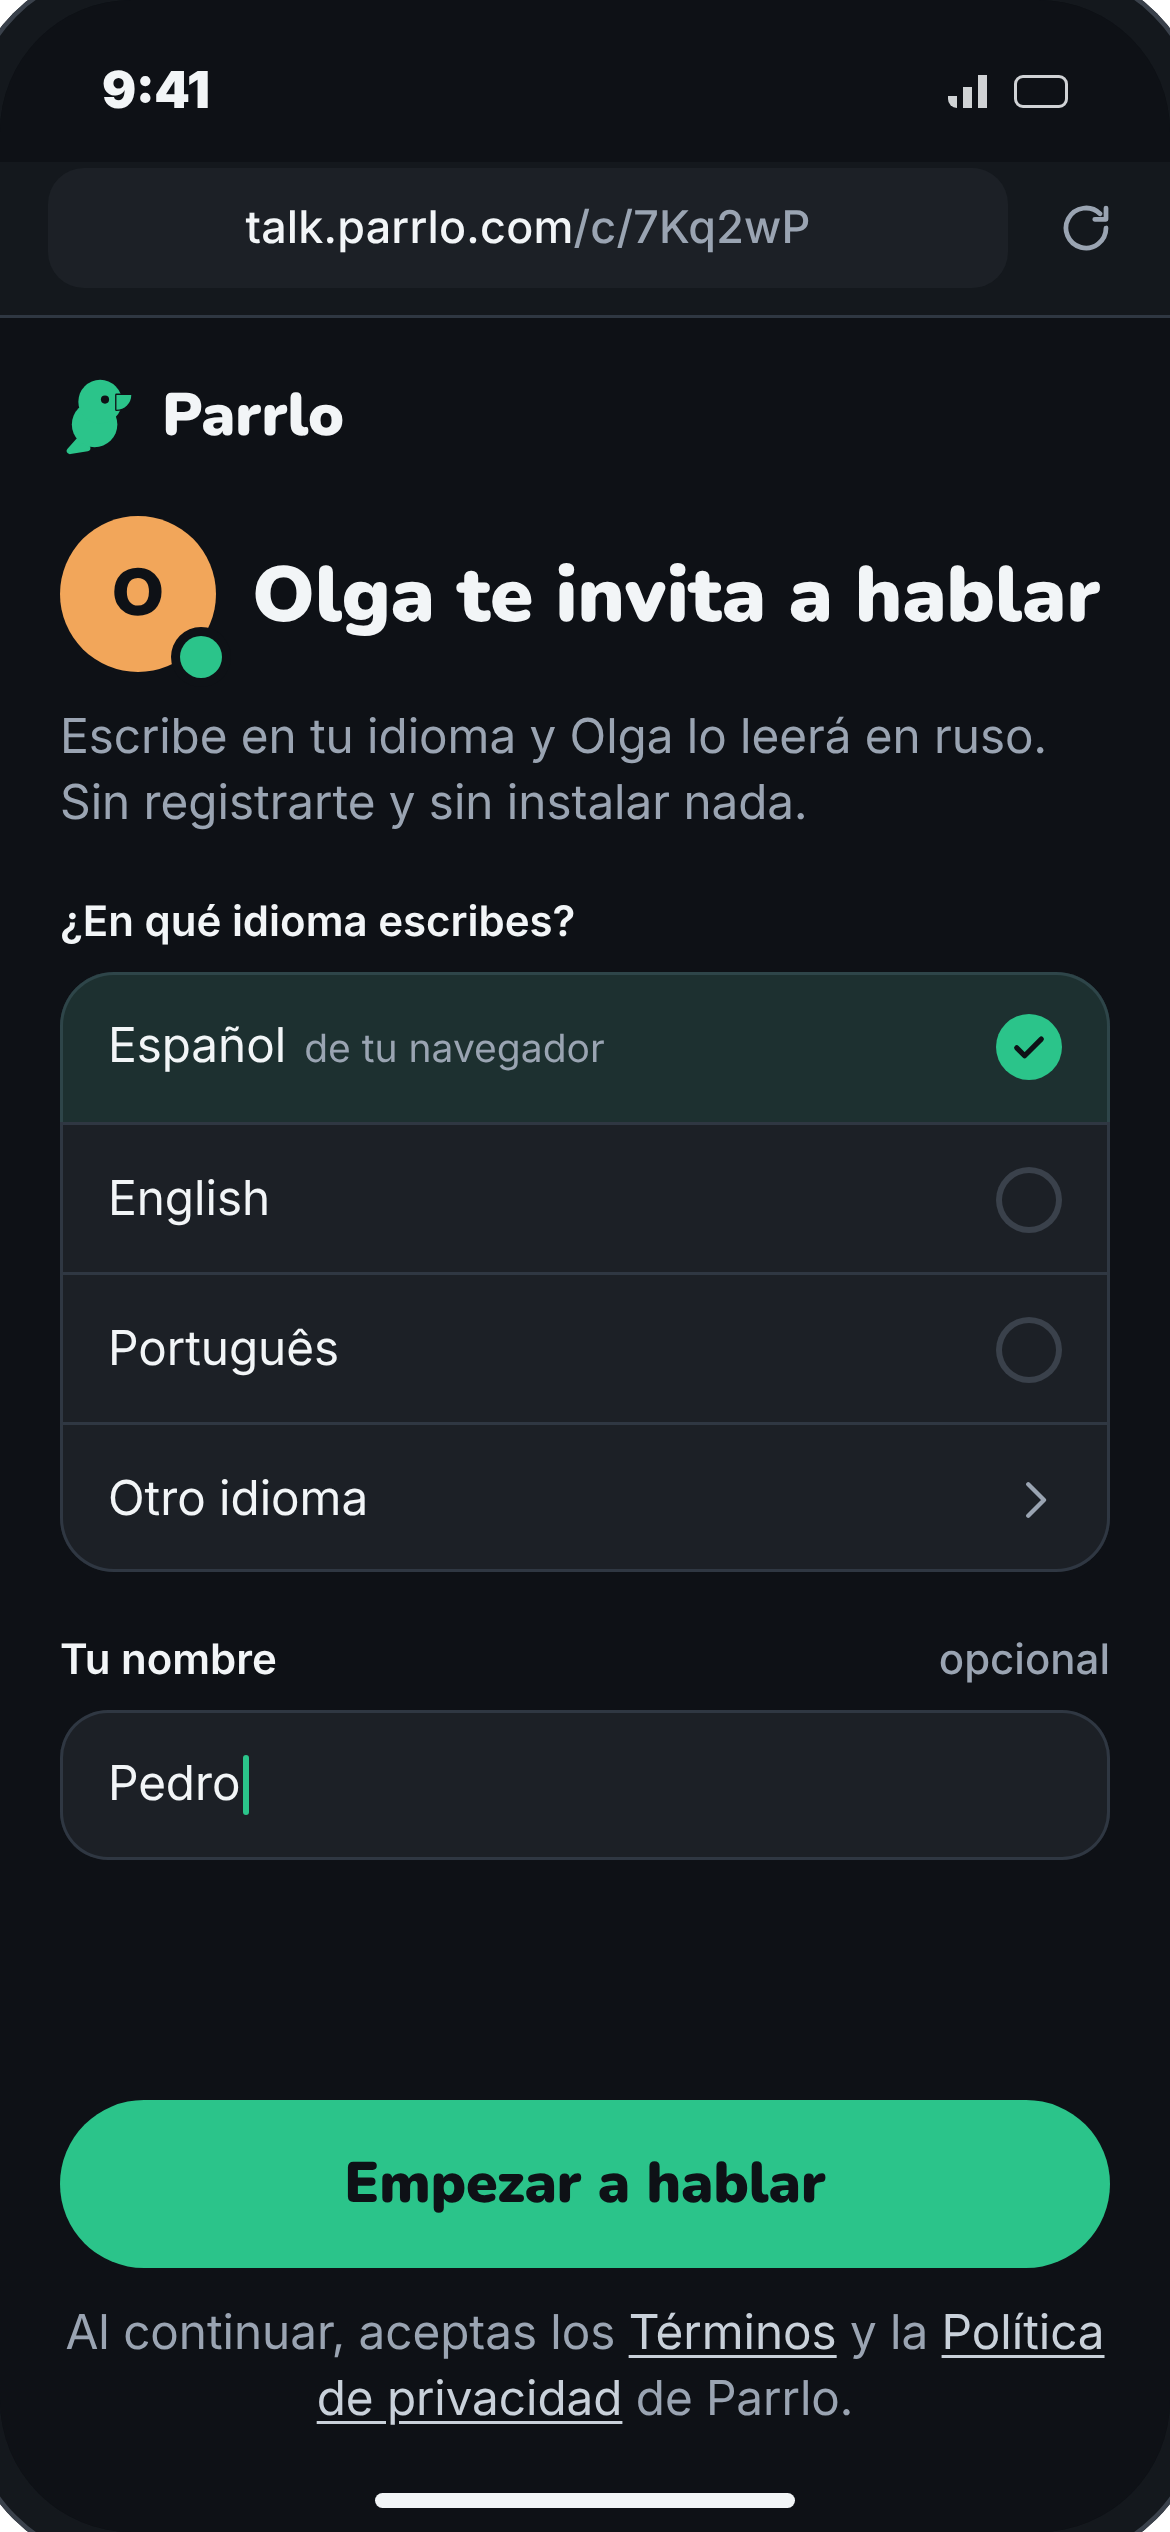 9:41
talk.parrlo.com/c/7Kq2wP
Parrlo
O
Olga te invita a hablar
Escribe en tu idioma y Olga lo leerá en ruso.
Sin registrarte y sin instalar nada.
¿En qué idioma escribes?
Español de tu navegador
English
Português
Otro idioma
Tu nombre opcional
Pedro
Empezar a hablar
Al continuar, aceptas los Términos y la Política
de privacidad de Parrlo.